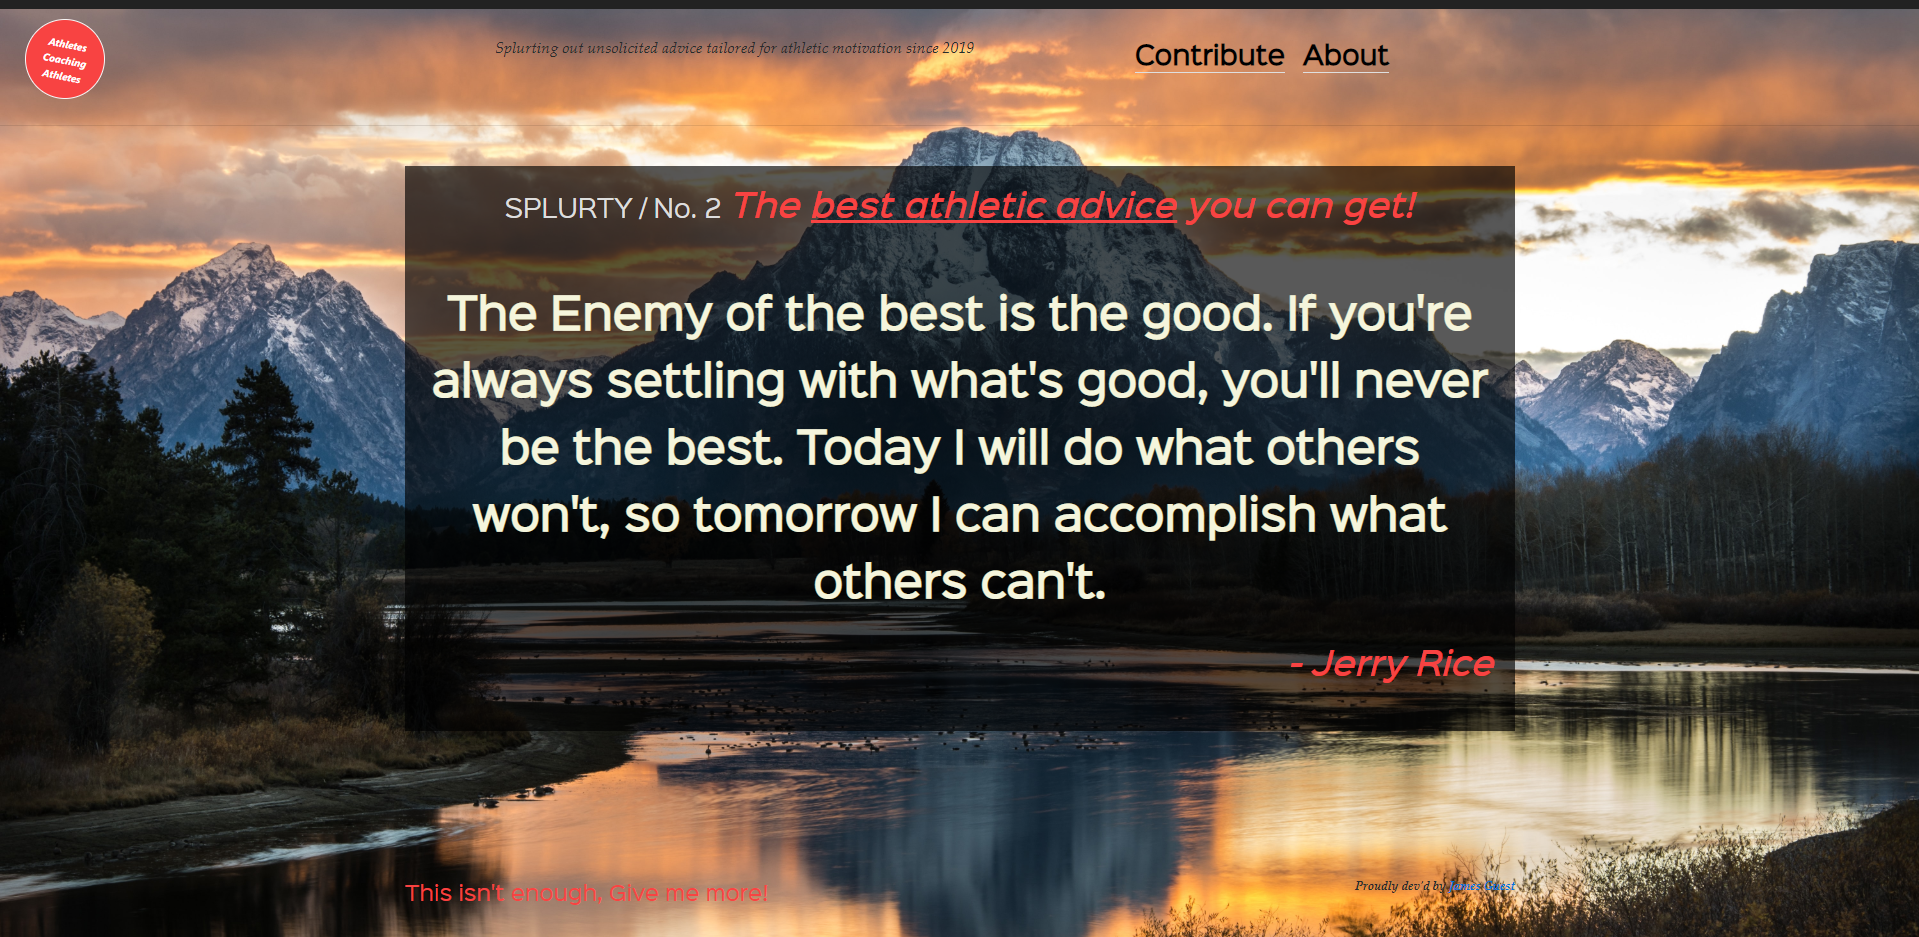 Athletes
Coaching
Athletes
Splurting out unsolicited advice tailored for athletic motivation since 2019
Contribute About
SPLURTY / No. 2 The best athletic advice you can get!
The Enemy of the best is the good. If you're
always settling with what's good, you'll never
be the best. Today I will do what others
won't, so tomorrow I can accomplish what
others can't.
- Jerry Rice
This isn't enough, Give me more!
Proudly dev'd by James